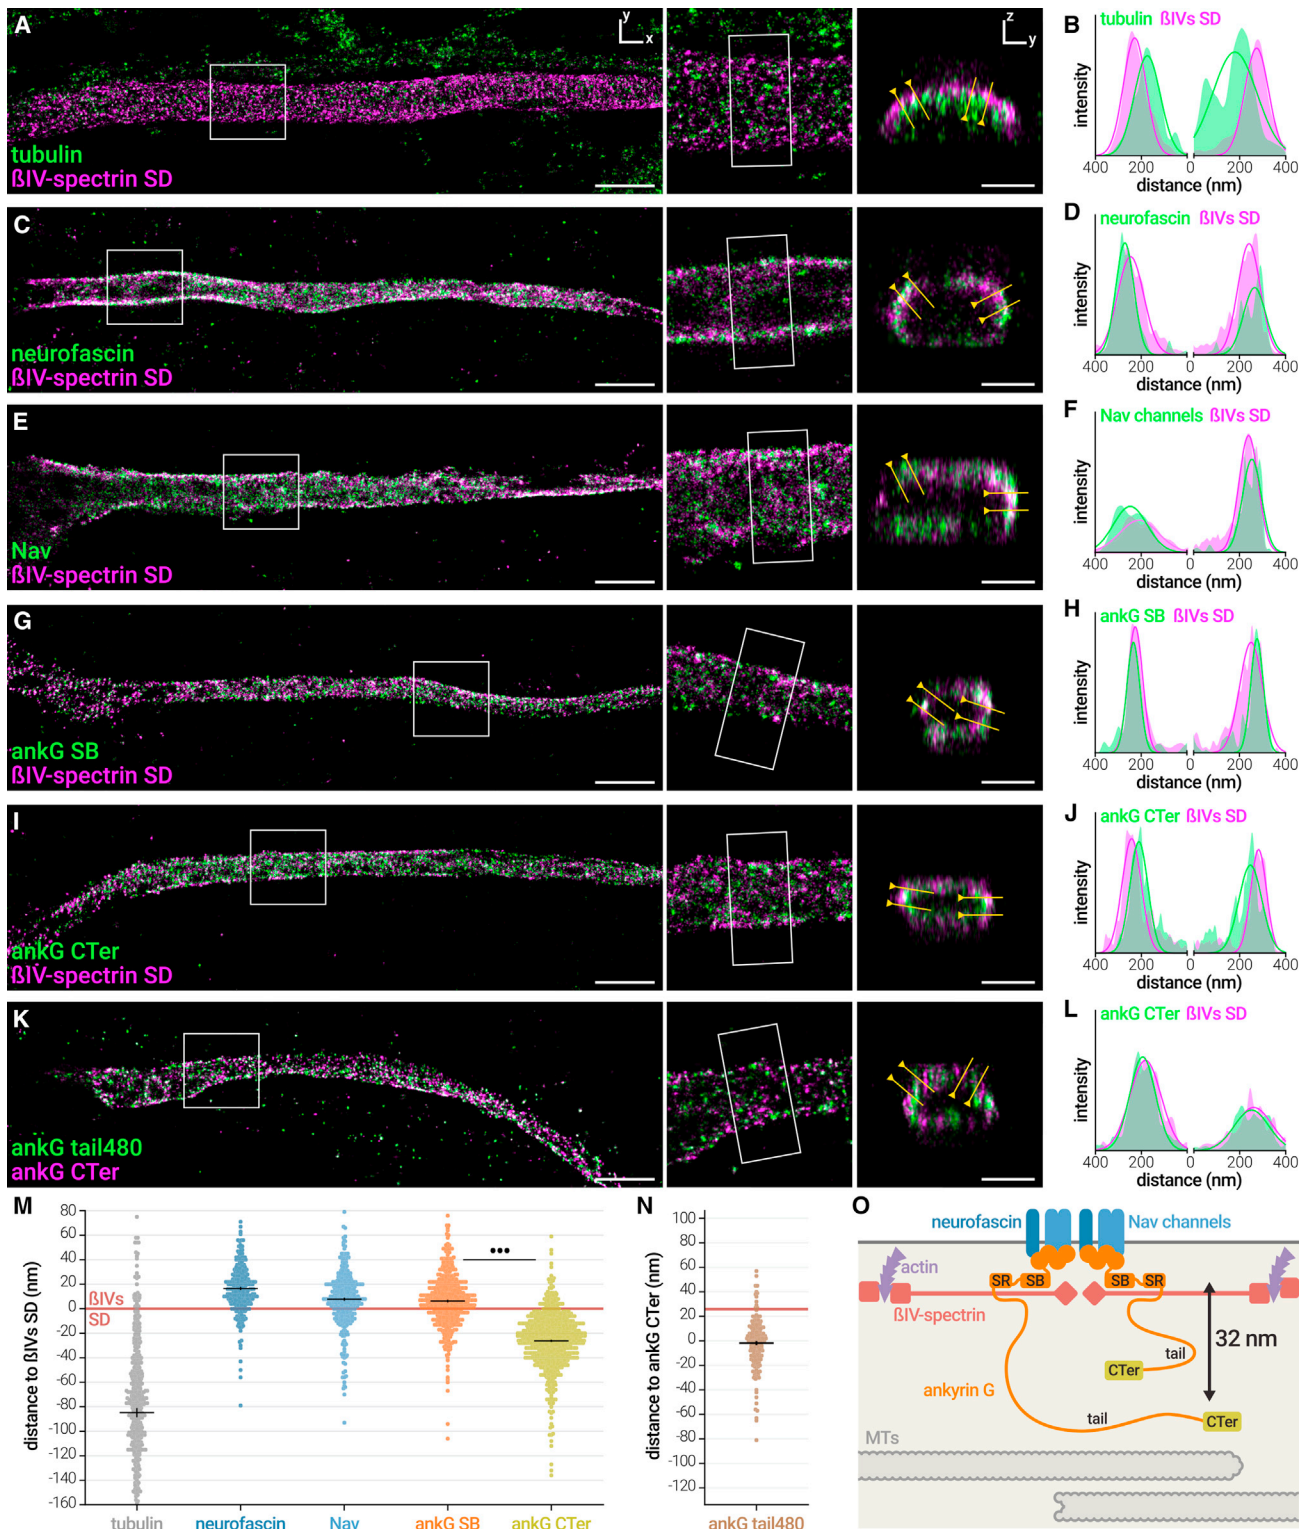 A
y
x
z
y
tubulin
ßIV-spectrin SD
B
tubulin ßIVs SD
intensity
400 200 0 200 400
distance (nm)
C
neurofascin
ßIV-spectrin SD
D
neurofascin ßIVs SD
intensity
400 200 0 200 400
distance (nm)
E
Nav
ßIV-spectrin SD
F
Nav channels ßIVs SD
intensity
400 200 0 200 400
distance (nm)
G
ankG SB
ßIV-spectrin SD
H
ankG SB ßIVs SD
intensity
400 200 0 200 400
distance (nm)
I
ankG CTer
ßIV-spectrin SD
J
ankG CTer ßIVs SD
intensity
400 200 0 200 400
distance (nm)
K
ankG tail480
ankG CTer
L
ankG CTer ßIVs SD
intensity
400 200 0 200 400
distance (nm)
M
distance to ßIVs SD (nm)
80
60
40
20
0
-20
-40
-60
-80
-100
-120
-140
-160
ßIVs
SD
tubulin neurofascin Nav ankG SB ankG CTer
N
distance to ankG CTer (nm)
100
80
60
40
20
0
-20
-40
-60
-80
-100
-120
ankG tail480
O
neurofascin Nav channels
actin
SR SB SB SR
ßIV-spectrin
32 nm
tail
CTer
ankyrin G
tail
CTer
MTs